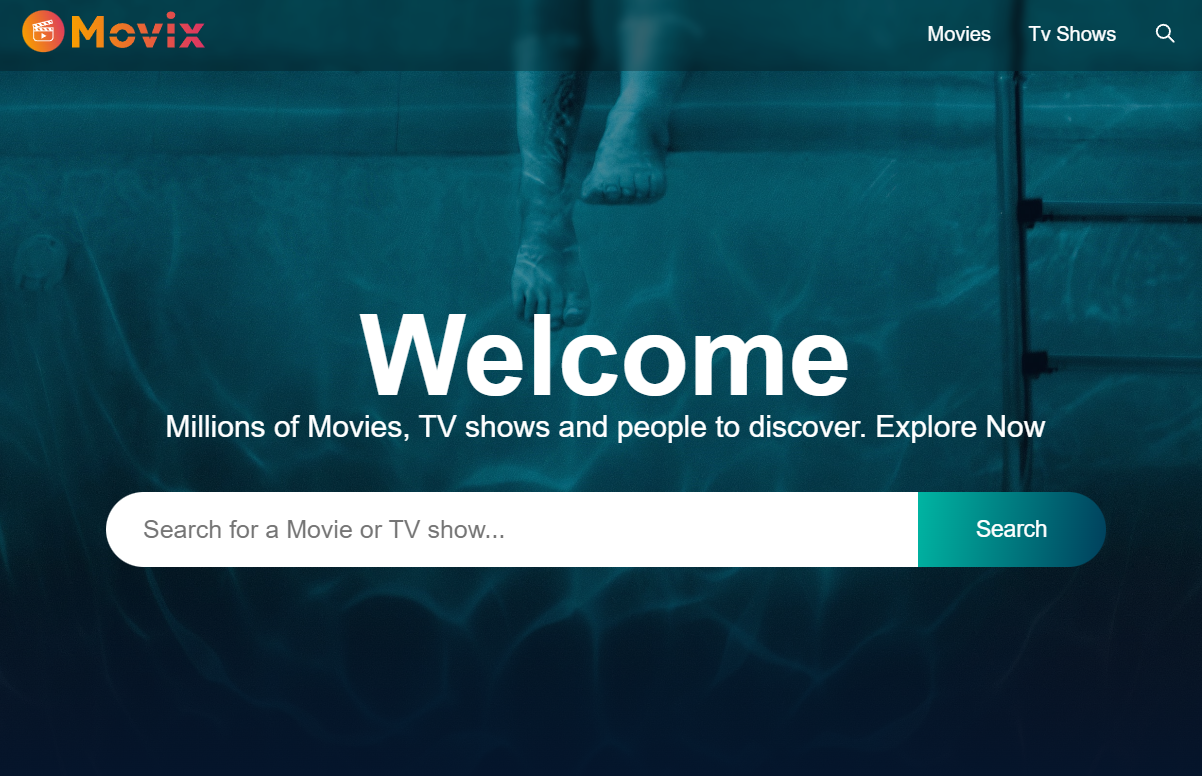 Movix
Movies
Tv Shows
Welcome
Millions of Movies, TV shows and people to discover. Explore Now
Search for a Movie or TV show...
Search